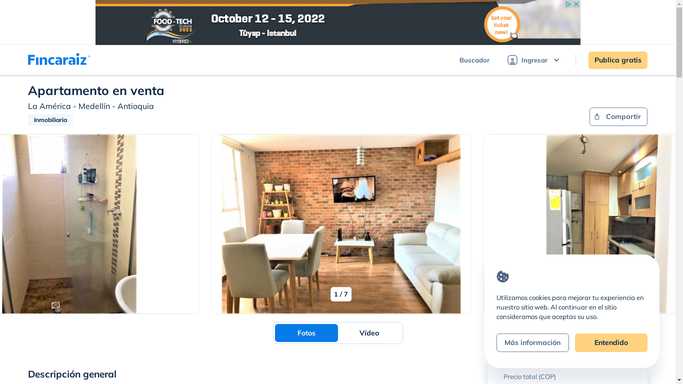 FOOD-TECH
October 12 - 15, 2022
Tüyap - Istanbul
Get your
ticket
now!
Fincaraiz
Buscador
Ingresar
Publica gratis
Apartamento en venta
La América - Medellín - Antioquia
Inmobiliaria
Compartir
1 / 7
Fotos
Vídeo
Utilizamos cookies para mejorar tu experiencia en
nuestro sitio web. Al continuar en el sitio
consideramos que aceptas su uso.
Más información
Entendido
Descripción general
Precio total (COP)